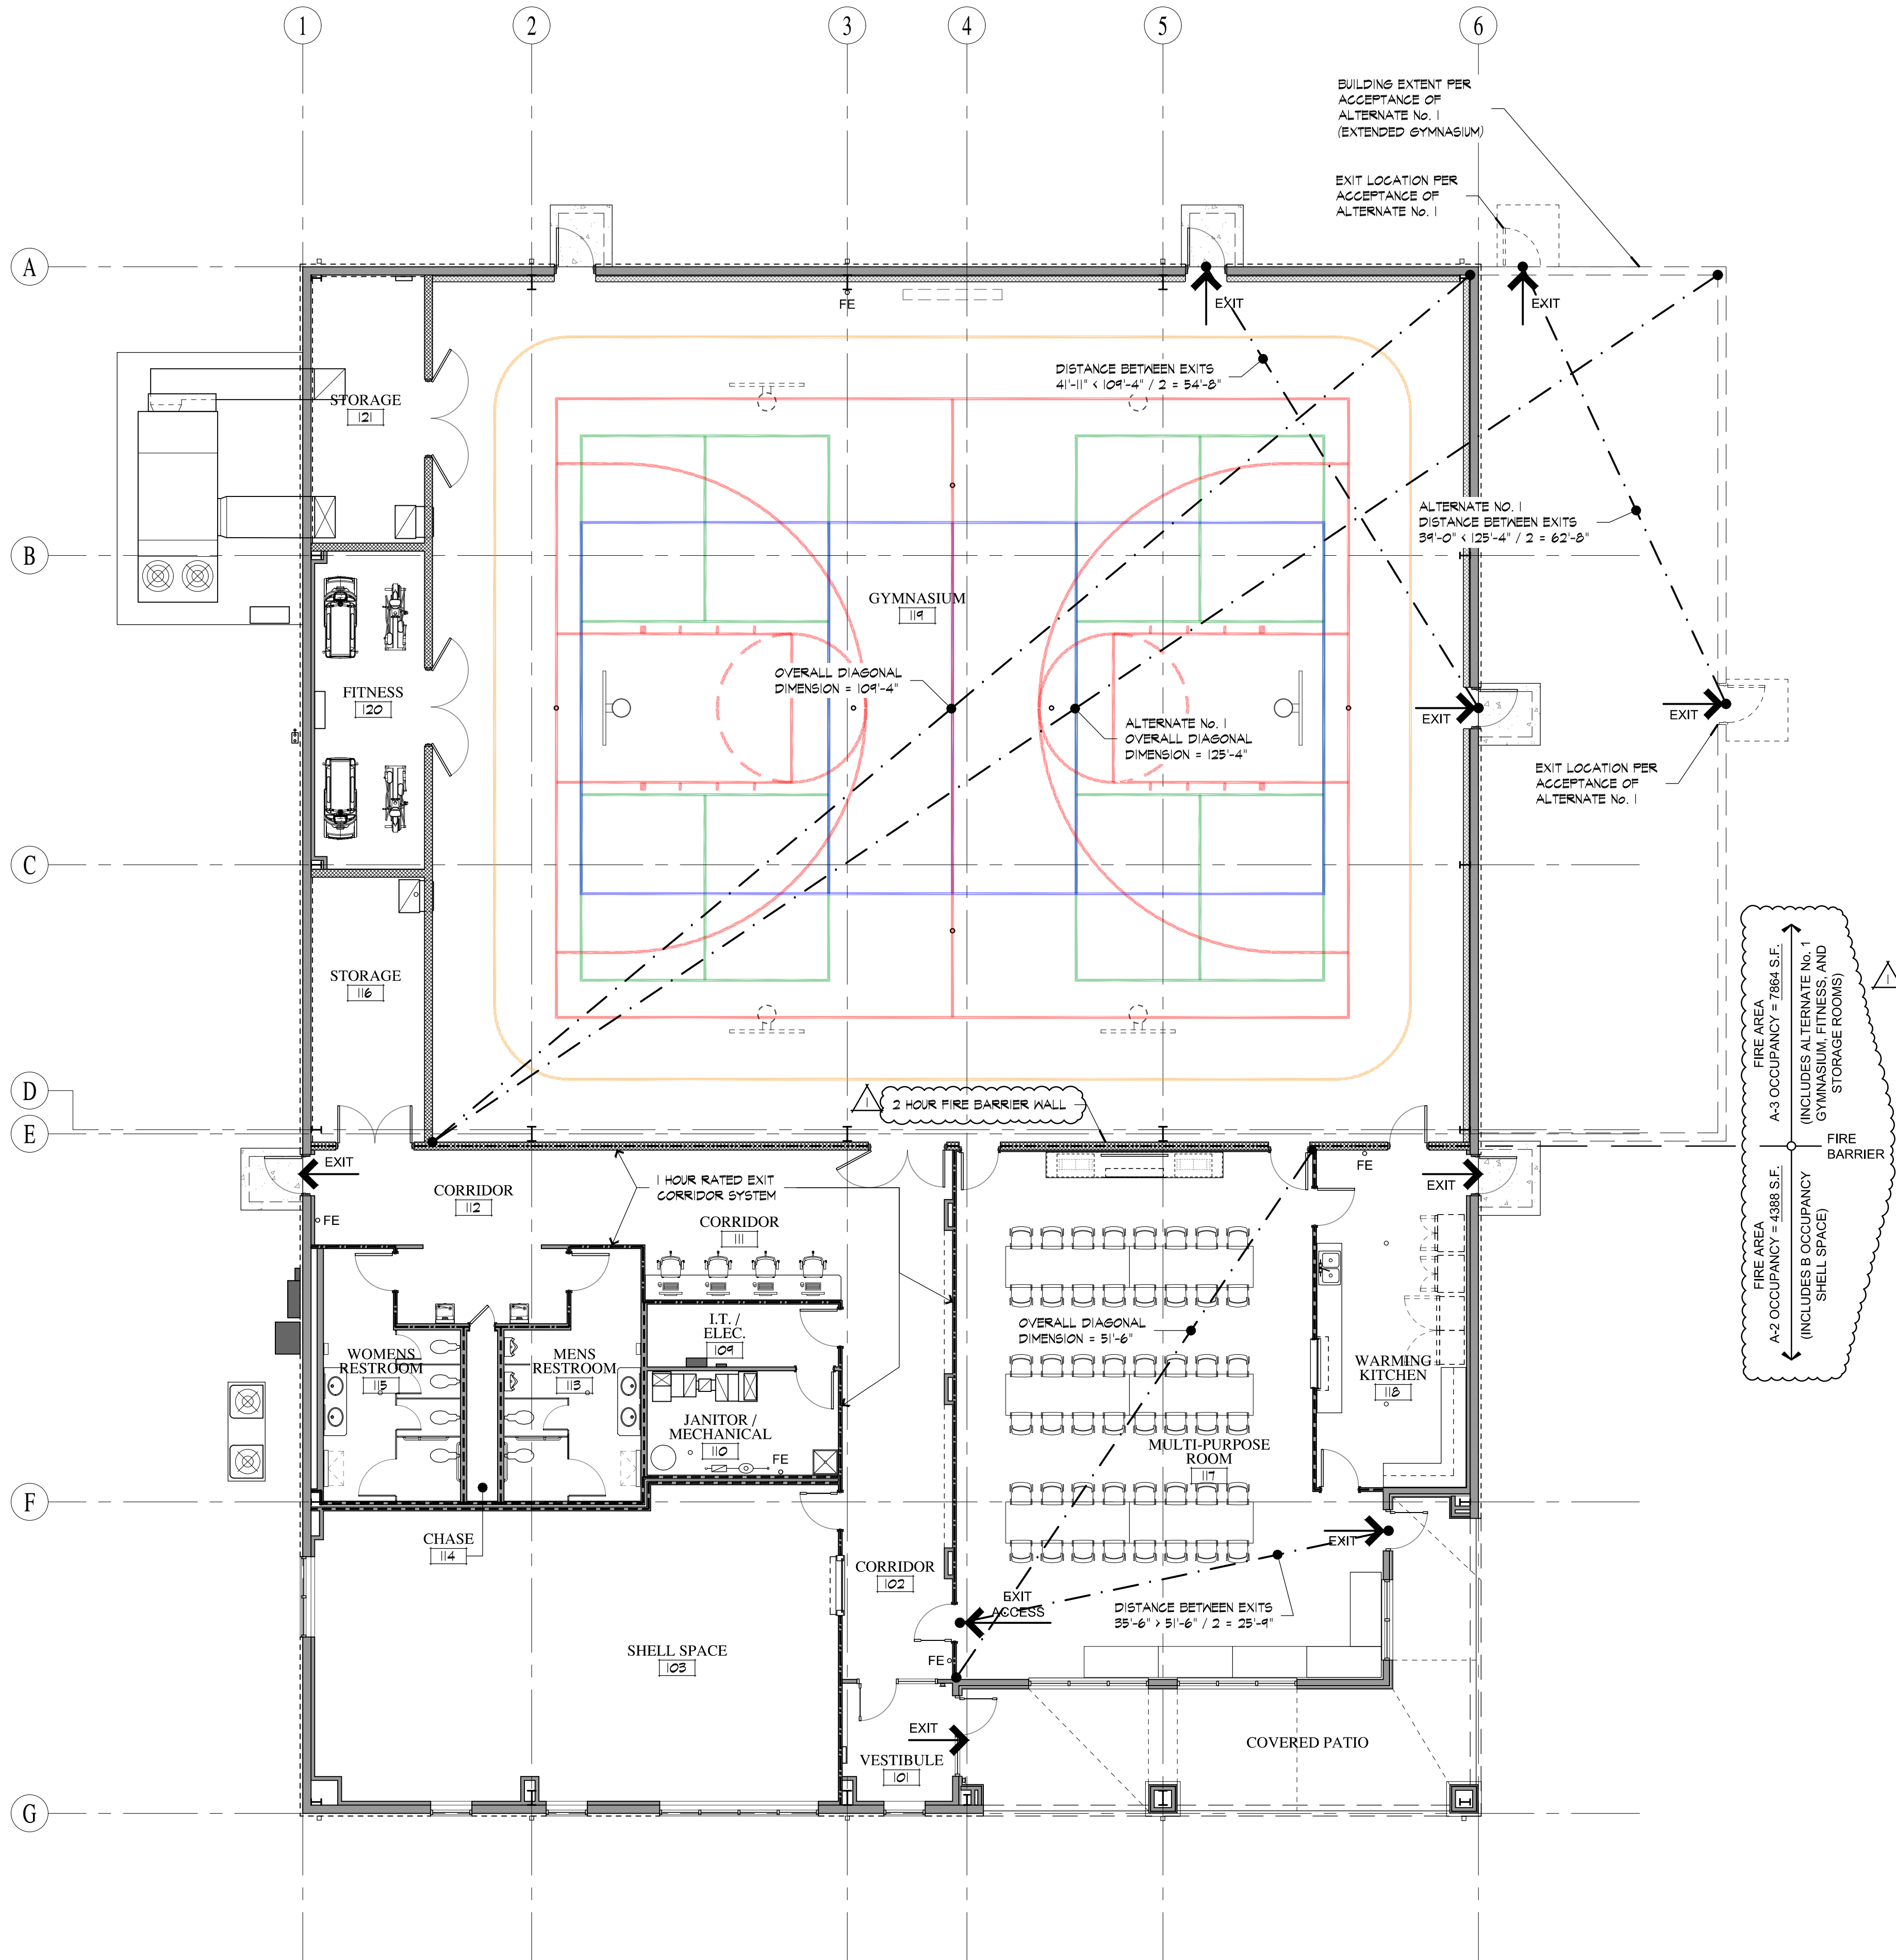 1
2
3
4
5
6
BUILDING EXTENT PER
ACCEPTANCE OF
ALTERNATE No. 1
(EXTENDED GYMNASIUM)
EXIT LOCATION PER
ACCEPTANCE OF
ALTERNATE No. 1
A
FE
EXIT
EXIT
DISTANCE BETWEEN EXITS
41'-11" < 109'-4" / 2 = 54'-8"
STORAGE
121
ALTERNATE NO. 1
DISTANCE BETWEEN EXITS
39'-0" < 125'-4" / 2 = 62'-8"
B
GYMNASIUM
119
OVERALL DIAGONAL
DIMENSION = 109'-4"
FITNESS
120
EXIT
EXIT
ALTERNATE No. 1
OVERALL DIAGONAL
DIMENSION = 125'-4"
EXIT LOCATION PER
ACCEPTANCE OF
ALTERNATE No. 1
C
STORAGE
116
FIRE AREA
A-3 OCCUPANCY = 7864 S.F.
(INCLUDES ALTERNATE No. 1
GYMNASIUM, FITNESS, AND
STORAGE ROOMS)
1
FIRE
BARRIER
FIRE AREA
A-2 OCCUPANCY = 4388 S.F.
(INCLUDES B OCCUPANCY
SHELL SPACE)
D
1
2 HOUR FIRE BARRIER WALL
E
EXIT
FE
EXIT
1 HOUR RATED EXIT
CORRIDOR SYSTEM
CORRIDOR
112
FE
CORRIDOR
111
I.T. /
ELEC.
109
OVERALL DIAGONAL
DIMENSION = 51'-6"
WOMENS
RESTROOM
115
MENS
RESTROOM
113
WARMING
KITCHEN
118
JANITOR /
MECHANICAL
110
FE
MULTI-PURPOSE
ROOM
117
F
CHASE
114
EXIT
CORRIDOR
102
EXIT
ACCESS
DISTANCE BETWEEN EXITS
35'-6" > 51'-6" / 2 = 25'-9"
SHELL SPACE
103
FE
EXIT
COVERED PATIO
VESTIBULE
101
G